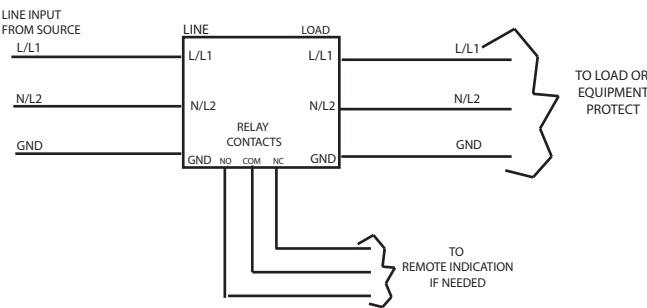 LINE INPUT
FROM SOURCE
LINE
LOAD
L/L1
L/L1
L/L1
L/L1
TO LOAD OR
EQUIPMENT
PROTECT
N/L2
N/L2
N/L2
N/L2
RELAY
CONTACTS
GND
GND
NO
COM
NC
GND
GND
TO
REMOTE INDICATION
IF NEEDED